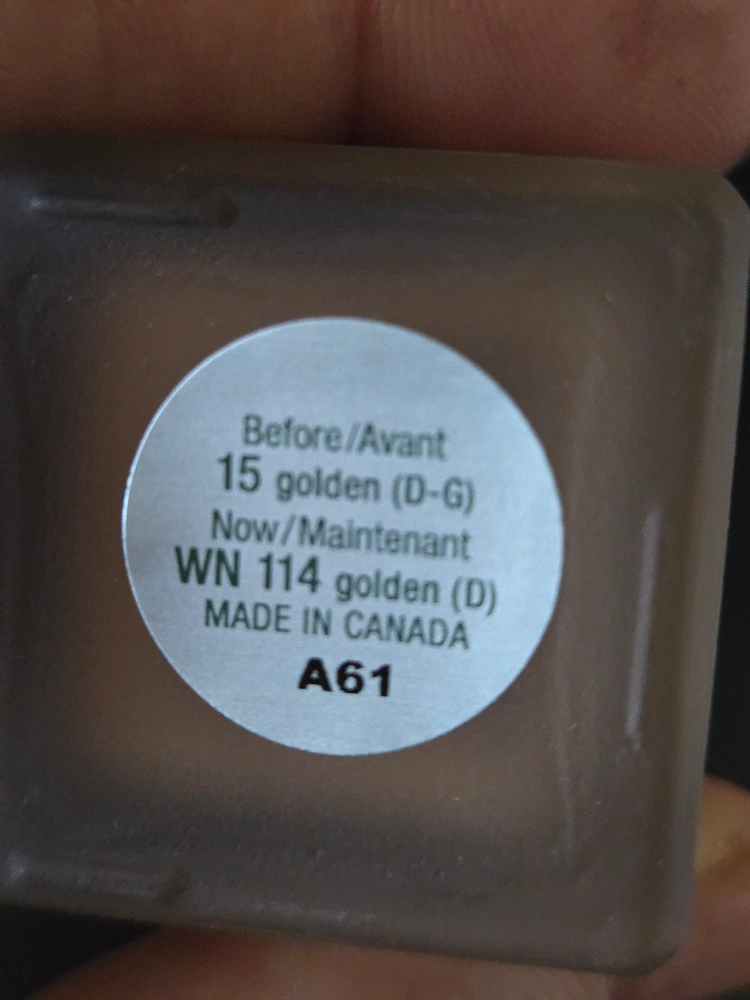 Before/Avant
15 golden (D-G)
Now/Maintenant
WN 114 golden (D)
MADE IN CANADA
A61